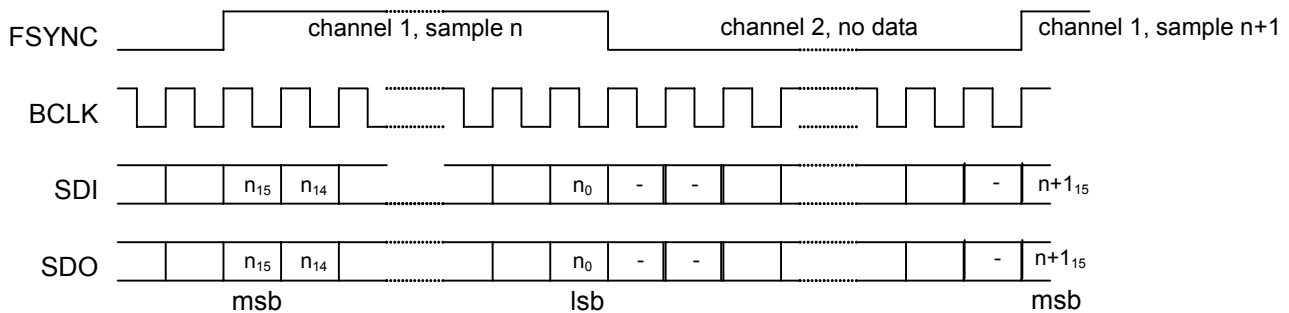 FSYNC channel 1, sample n channel 2, no data channel 1, sample n+1
BCLK
SDI n₁₅ n₁₄ n₀ - - - n+1₁₅
SDO n₁₅ n₁₄ n₀ - - - n+1₁₅
msb lsb msb